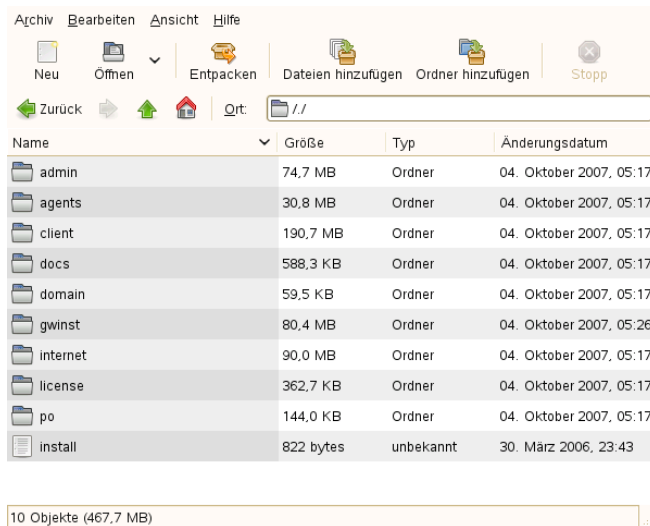 Archiv Bearbeiten Ansicht Hilfe
Neu Öffnen Entpacken Dateien hinzufügen Ordner hinzufügen Stopp
Zurück Ort: /./
Name Größe Typ Änderungsdatum
admin 74,7 MB Ordner 04. Oktober 2007, 05:17
agents 30,8 MB Ordner 04. Oktober 2007, 05:17
client 190,7 MB Ordner 04. Oktober 2007, 05:17
docs 588,3 KB Ordner 04. Oktober 2007, 05:17
domain 59,5 KB Ordner 04. Oktober 2007, 05:17
gwinst 80,4 MB Ordner 04. Oktober 2007, 05:26
internet 90,0 MB Ordner 04. Oktober 2007, 05:17
license 362,7 KB Ordner 04. Oktober 2007, 05:17
po 144,0 KB Ordner 04. Oktober 2007, 05:17
install 822 bytes unbekannt 30. März 2006, 23:43
10 Objekte (467,7 MB)